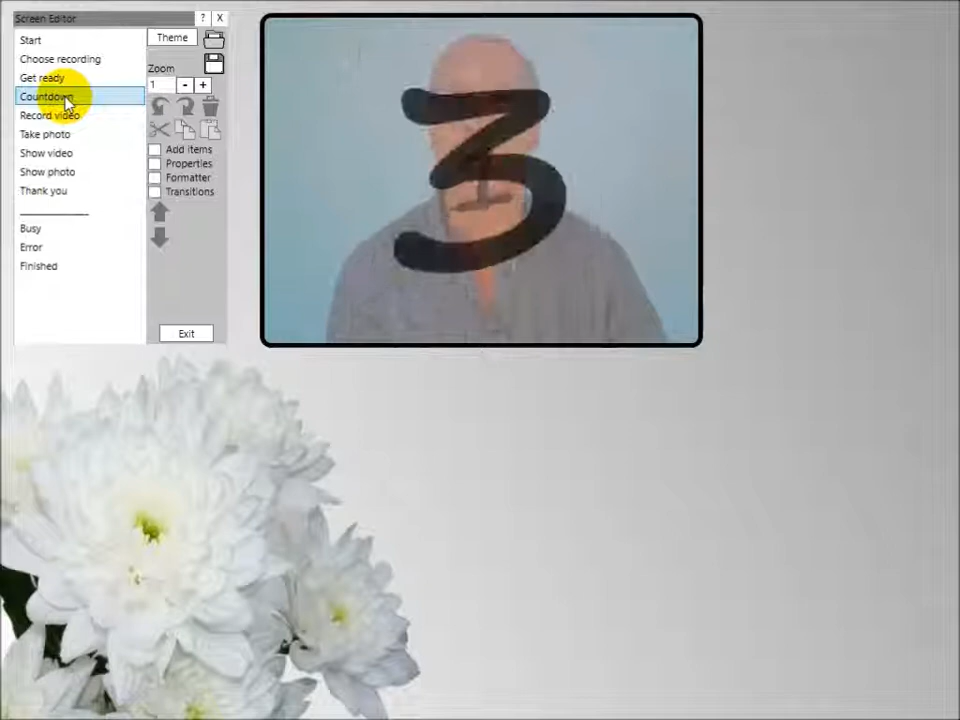 Screen Editor ? X
Start
Choose recording
Get ready
Countdown
Record video
Take photo
Show video
Show photo
Thank you
Busy
Error
Finished
Theme
Zoom
1 - +
Add items
Properties
Formatter
Transitions
Exit
3